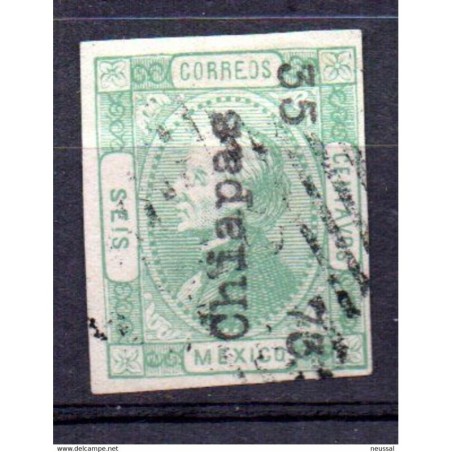 CORREOS
SEIS
CENTAVOS
MEXICO
Chiapas
35
73
www.delcampe.net
neussal